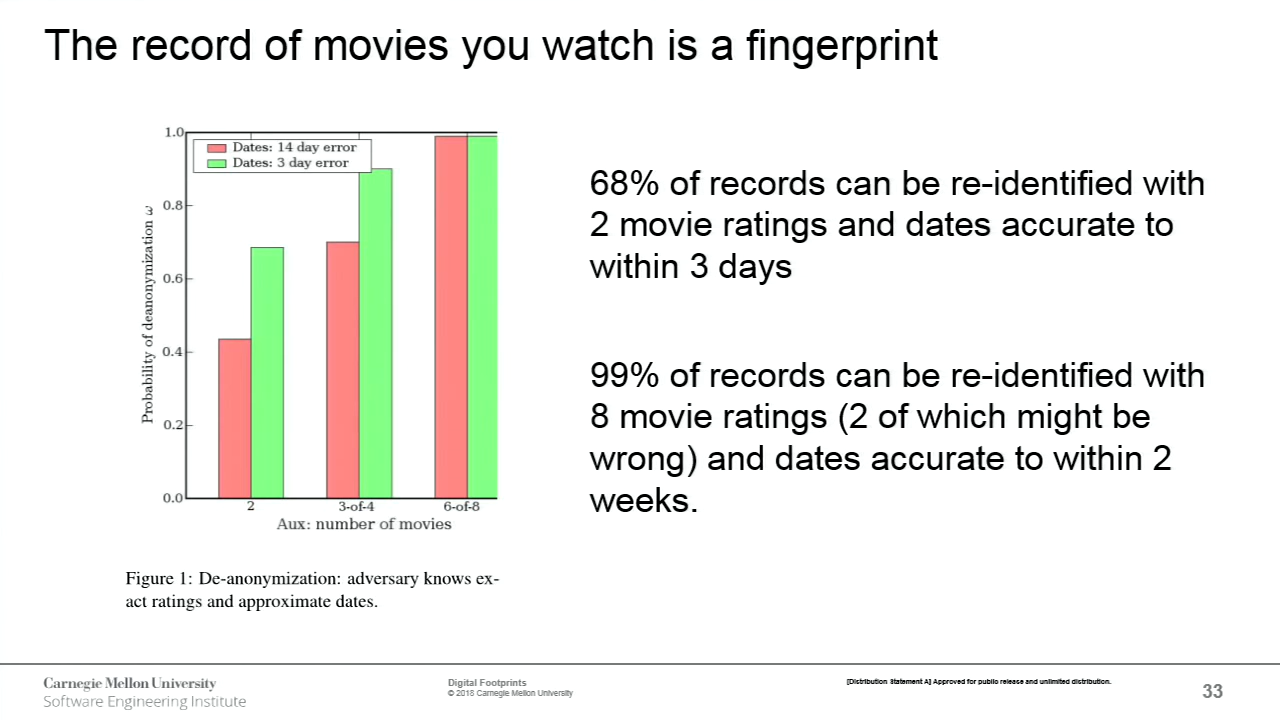 The record of movies you watch is a fingerprint
1.0
0.8
0.6
0.4
0.2
0.0
Probability of deanonymization ω
Dates: 14 day error
Dates: 3 day error
2
3-of-4
6-of-8
Aux: number of movies
Figure 1: De-anonymization: adversary knows ex-
act ratings and approximate dates.
68% of records can be re-identified with
2 movie ratings and dates accurate to
within 3 days
99% of records can be re-identified with
8 movie ratings (2 of which might be
wrong) and dates accurate to within 2
weeks.
Carnegie Mellon University
Software Engineering Institute
Digital Footprints
© 2018 Carnegie Mellon University
[Distribution Statement A] Approved for public release and unlimited distribution.
33